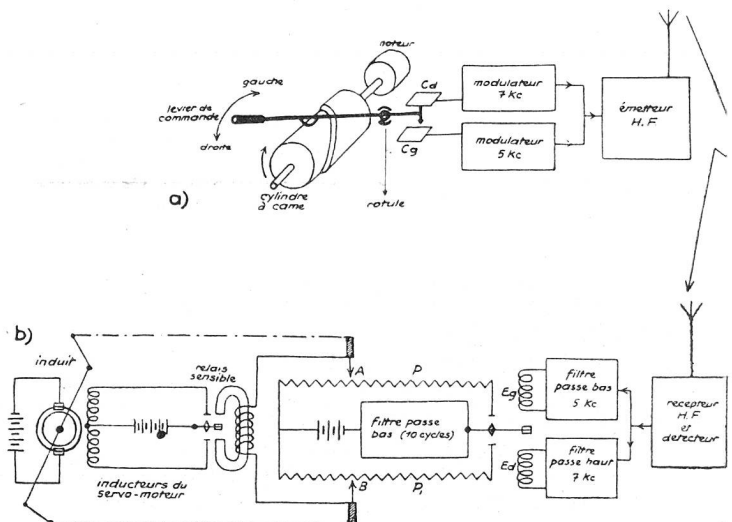 moteur
gauche
levier de
commande
droite
cylindre
à came
rotule
a)
Cd
Cg
modulateur
7 Kc
modulateur
5 Kc
émetteur
H.F
b)
induit
inducteurs du
servo-moteur
relais
sensible
A
P
filtre passe
bas (10 cycles)
B
P₁
Eg
Ed
filtre
passe bas
5 Kc
filtre
passe haut
7 Kc
recepteur
H.F
et
detecteur